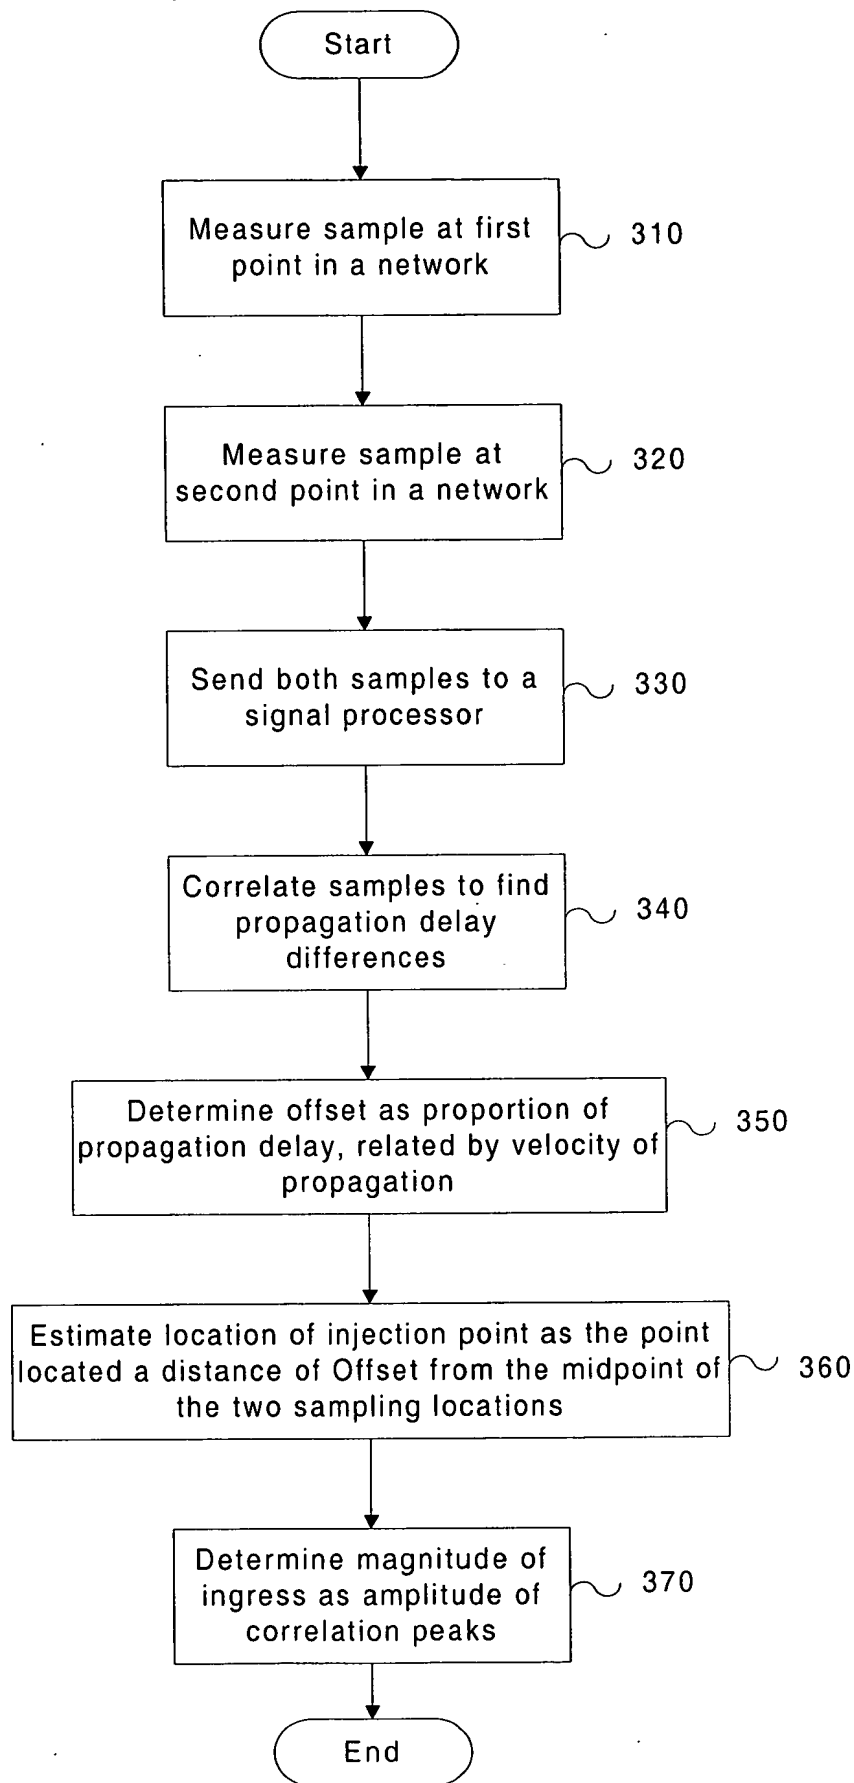 Start
Measure sample at first
point in a network
310
Measure sample at
second point in a network
320
Send both samples to a
signal processor
330
Correlate samples to find
propagation delay
differences
340
Determine offset as proportion of
propagation delay, related by velocity of
propagation
350
Estimate location of injection point as the point
located a distance of Offset from the midpoint of
the two sampling locations
360
Determine magnitude of
ingress as amplitude of
correlation peaks
370
End